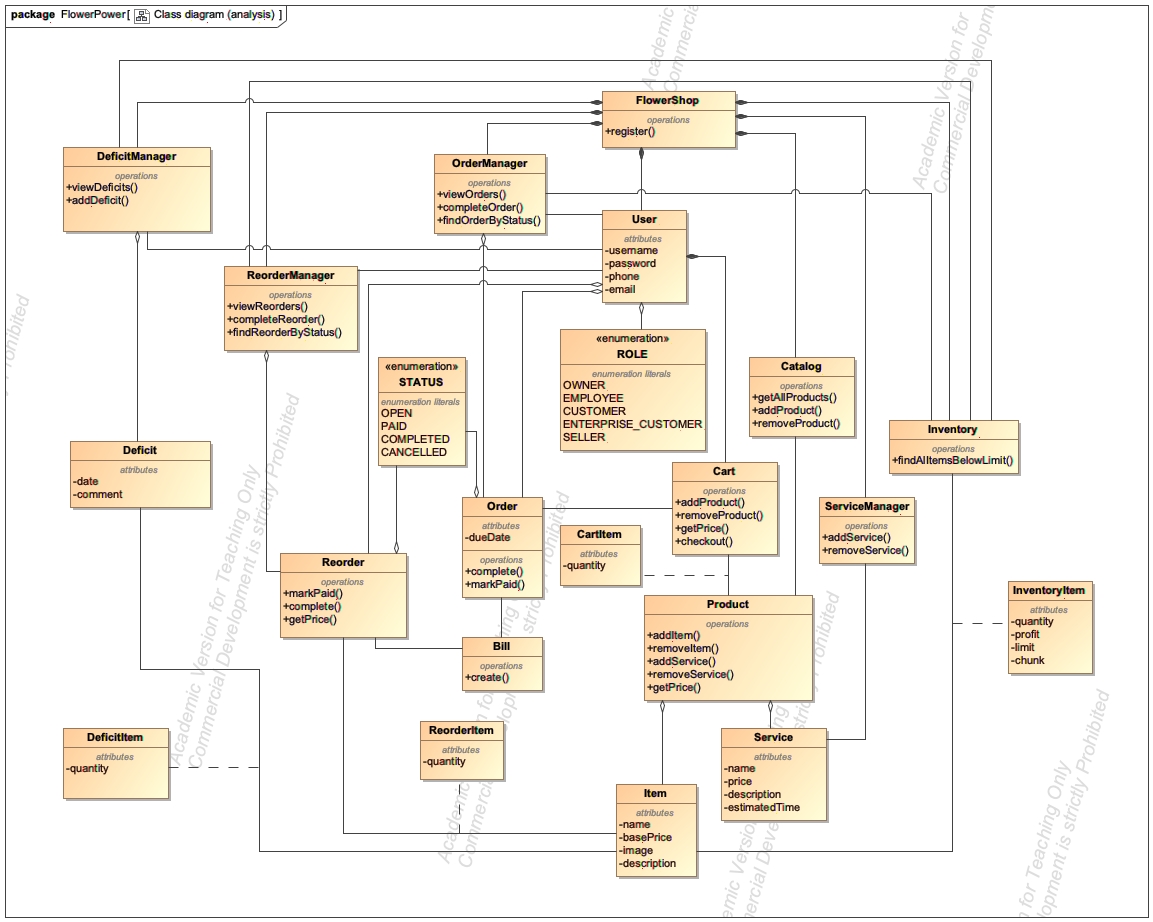 package FlowerPower[ Class diagram (analysis) ]
FlowerShop
operations
+register()
DeficitManager
operations
+viewDeficits()
+addDeficit()
OrderManager
operations
+viewOrders()
+completeOrder()
+findOrderByStatus()
User
attributes
-username
-password
-phone
-email
ReorderManager
operations
+viewReorders()
+completeReorder()
+findReorderByStatus()
«enumeration»
ROLE
enumeration literals
OWNER
EMPLOYEE
CUSTOMER
ENTERPRISE_CUSTOMER
SELLER
«enumeration»
STATUS
enumeration literals
OPEN
PAID
COMPLETED
CANCELLED
Catalog
operations
+getAllProducts()
+addProduct()
+removeProduct()
Inventory
operations
+findAllItemsBelowLimit()
Deficit
attributes
-date
-comment
Cart
operations
+addProduct()
+removeProduct()
+getPrice()
+checkout()
Order
attributes
-dueDate
operations
+complete()
+markPaid()
ServiceManager
operations
+addService()
+removeService()
CartItem
attributes
-quantity
Reorder
operations
+markPaid()
+complete()
+getPrice()
InventoryItem
attributes
-quantity
-profit
-limit
-chunk
Product
operations
+addItem()
+removeItem()
+addService()
+removeService()
+getPrice()
Bill
operations
+create()
DeficitItem
attributes
-quantity
ReorderItem
attributes
-quantity
Service
attributes
-name
-price
-description
-estimatedTime
Item
attributes
-name
-basePrice
-image
-description
Academic Version for Teaching Only
Commercial Development is strictly Prohibited